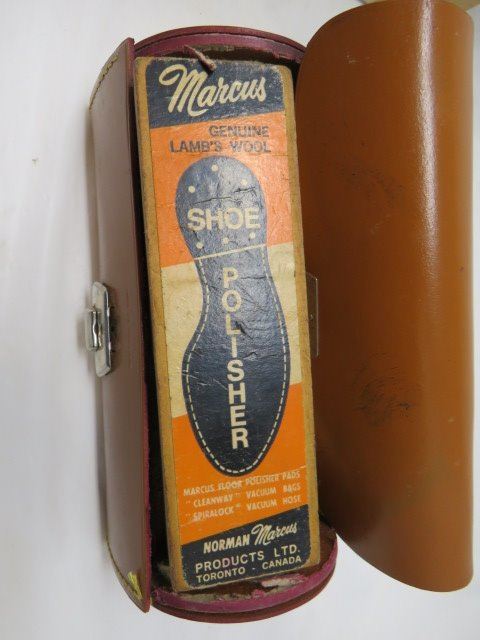 Marcus
GENUINE
LAMB'S WOOL
SHOE
POLISHER
MARCUS FLOOR POLISHER PADS
"CLEANWAY" VACUUM BAGS
"SPIRALOCK" VACUUM HOSE
NORMAN Marcus
PRODUCTS LTD.
TORONTO - CANADA